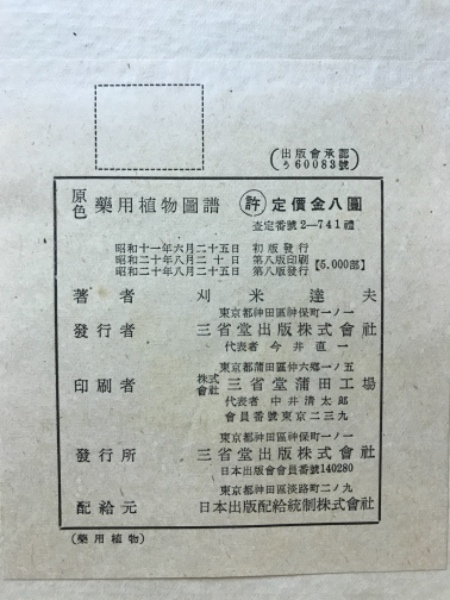 (出版會承認
う60083號)
原色 藥用植物圖譜 許 定價金八圓
査定番號2—741禮
昭和十一年六月二十五日 初版發行
昭和二十年八月二十日 第八版印刷
昭和二十年八月二十五日 第八版發行 【5.000部】
著者 刈米達夫
東京都神田區神保町一ノ一
發行者 三省堂出版株式會社
代表者 今井直一
東京都蒲田區仲六鄕一ノ五
印刷者 株式會社 三省堂蒲田工場
代表者 中井清太郎
會員番號東京二三九
東京都神田區神保町一ノ一
發行所 三省堂出版株式會社
日本出版會會員番號140280
東京都神田區淡路町二ノ九
配給元 日本出版配給統制株式會社
(藥用植物)